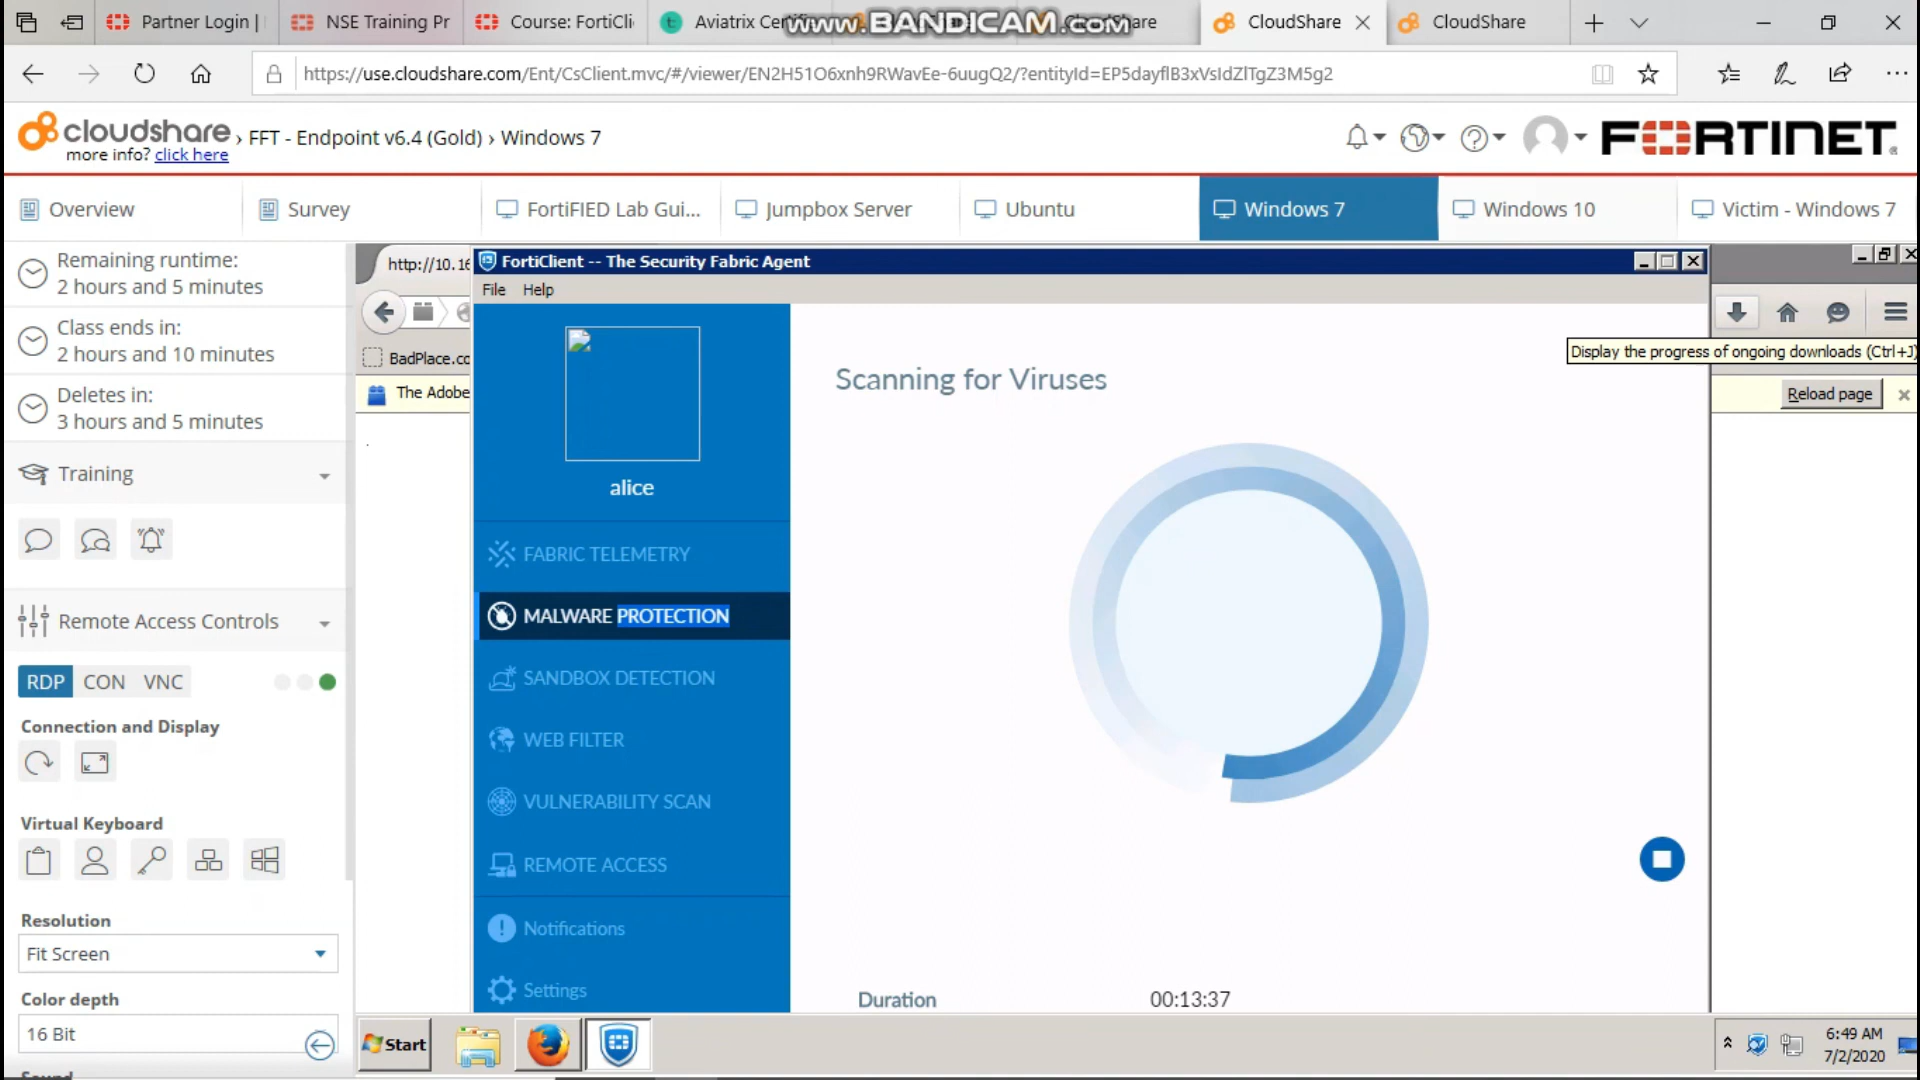 Partner Login |
NSE Training Pr
Course: FortiCli
Aviatrix Certifi
CloudShare
CloudShare
CloudShare
www.BANDICAM.com
https://use.cloudshare.com/Ent/CsClient.mvc/#/viewer/EN2H51O6xnh9RWavEe-6uugQ2/?entityId=EP5dayflB3xVsIdZlTgZ3M5g2
cloudshare › FFT - Endpoint v6.4 (Gold) › Windows 7
more info? click here
FORTINET
Overview
Survey
FortiFIED Lab Gui...
Jumpbox Server
Ubuntu
Windows 7
Windows 10
Victim - Windows 7
Remaining runtime:
2 hours and 5 minutes
Class ends in:
2 hours and 10 minutes
Deletes in:
3 hours and 5 minutes
Training
Remote Access Controls
RDP CON VNC
Connection and Display
Virtual Keyboard
Resolution
Fit Screen
Color depth
16 Bit
http://10.16
BadPlace.co
The Adobe
FortiClient -- The Security Fabric Agent
File Help
alice
FABRIC TELEMETRY
MALWARE PROTECTION
SANDBOX DETECTION
WEB FILTER
VULNERABILITY SCAN
REMOTE ACCESS
Notifications
Settings
Scanning for Viruses
Duration 00:13:37
Display the progress of ongoing downloads (Ctrl+J)
Reload page
Start
6:49 AM
7/2/2020